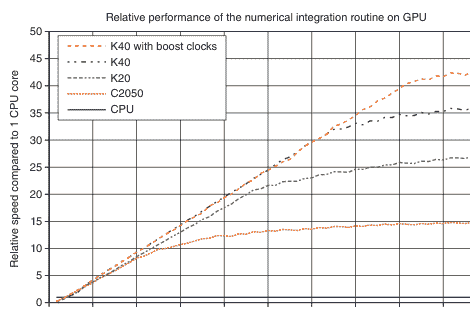 Relative performance of the numerical integration routine on GPU
Relative speed compared to 1 CPU core
50
45
40
35
30
25
20
15
10
5
0
K40 with boost clocks
K40
K20
C2050
CPU